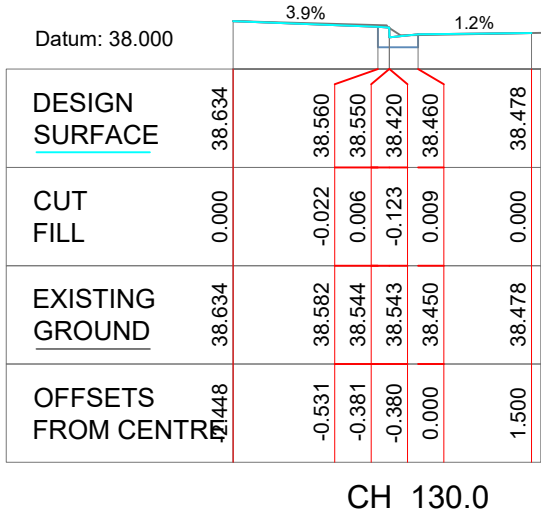 3.9%
1.2%
Datum: 38.000
DESIGN
SURFACE
38.634
38.560
38.550
38.420
38.460
38.478
CUT
FILL
0.000
-0.022
0.006
-0.123
0.009
0.000
EXISTING
GROUND
38.634
38.582
38.544
38.543
38.450
38.478
OFFSETS
FROM CENTRE
-2.448
-0.531
-0.381
-0.380
0.000
1.500
CH 130.0